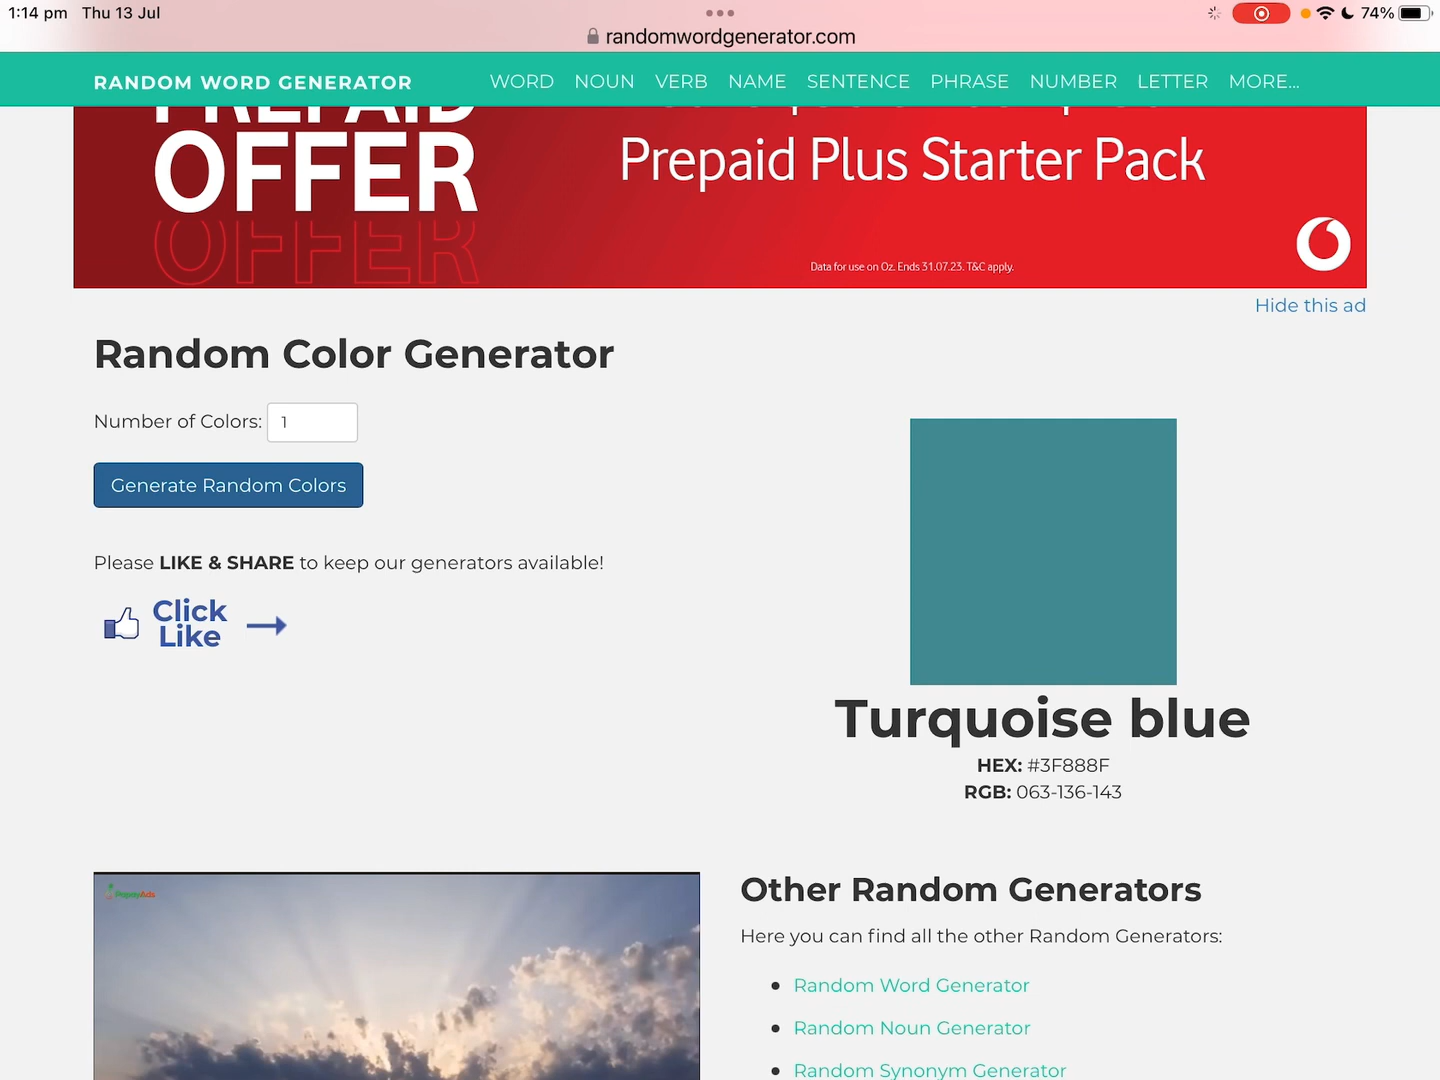 1:14 pm Thu 13 Jul
74%
randomwordgenerator.com
RANDOM WORD GENERATOR
WORD NOUN VERB NAME SENTENCE PHRASE NUMBER LETTER MORE...
PREPAID
OFFER
OFFER
Prepaid Plus Starter Pack
Data for use on Oz. Ends 31.07.23. T&C apply.
Hide this ad
Random Color Generator
Number of Colors: 1
Generate Random Colors
Please LIKE & SHARE to keep our generators available!
Click
Like
Turquoise blue
HEX: #3F888F
RGB: 063-136-143
PapayAds
Other Random Generators
Here you can find all the other Random Generators:
Random Word Generator
Random Noun Generator
Random Synonym Generator